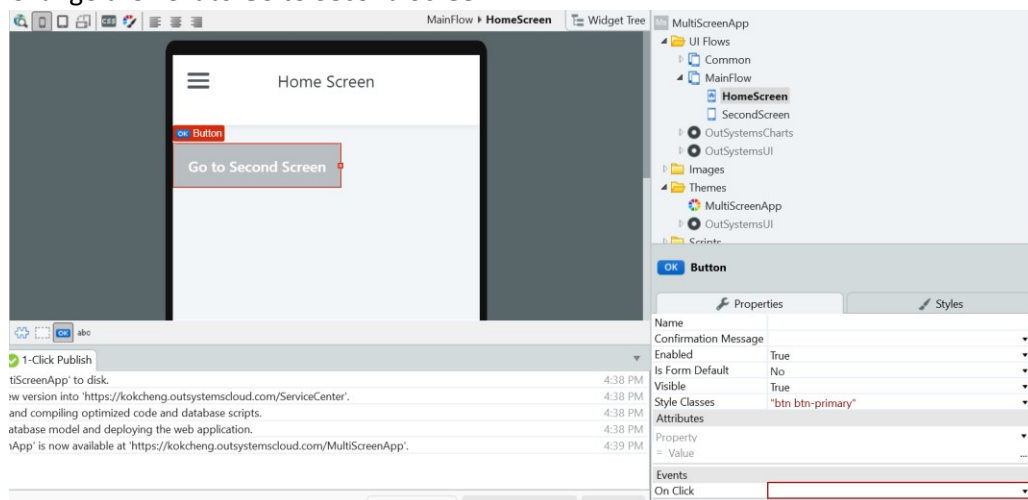 MainFlow HomeScreen
Widget Tree
MultiScreenApp
UI Flows
Common
MainFlow
HomeScreen
SecondScreen
OutSystemsCharts
OutSystemsUI
Images
Themes
MultiScreenApp
OutSystemsUI
Scripts
Home Screen
OK Button
Go to Second Screen
OK abc
1-Click Publish
tiScreenApp' to disk. 4:38 PM
ew version into 'https://kokcheng.outsystemscloud.com/ServiceCenter'. 4:38 PM
and compiling optimized code and database scripts. 4:38 PM
atabase model and deploying the web application. 4:38 PM
App' is now available at 'https://kokcheng.outsystemscloud.com/MultiScreenApp'. 4:39 PM
OK Button
Properties
Styles
Name
Confirmation Message
Enabled True
Is Form Default No
Visible True
Style Classes "btn btn-primary"
Attributes
Property
= Value ...
Events
On Click